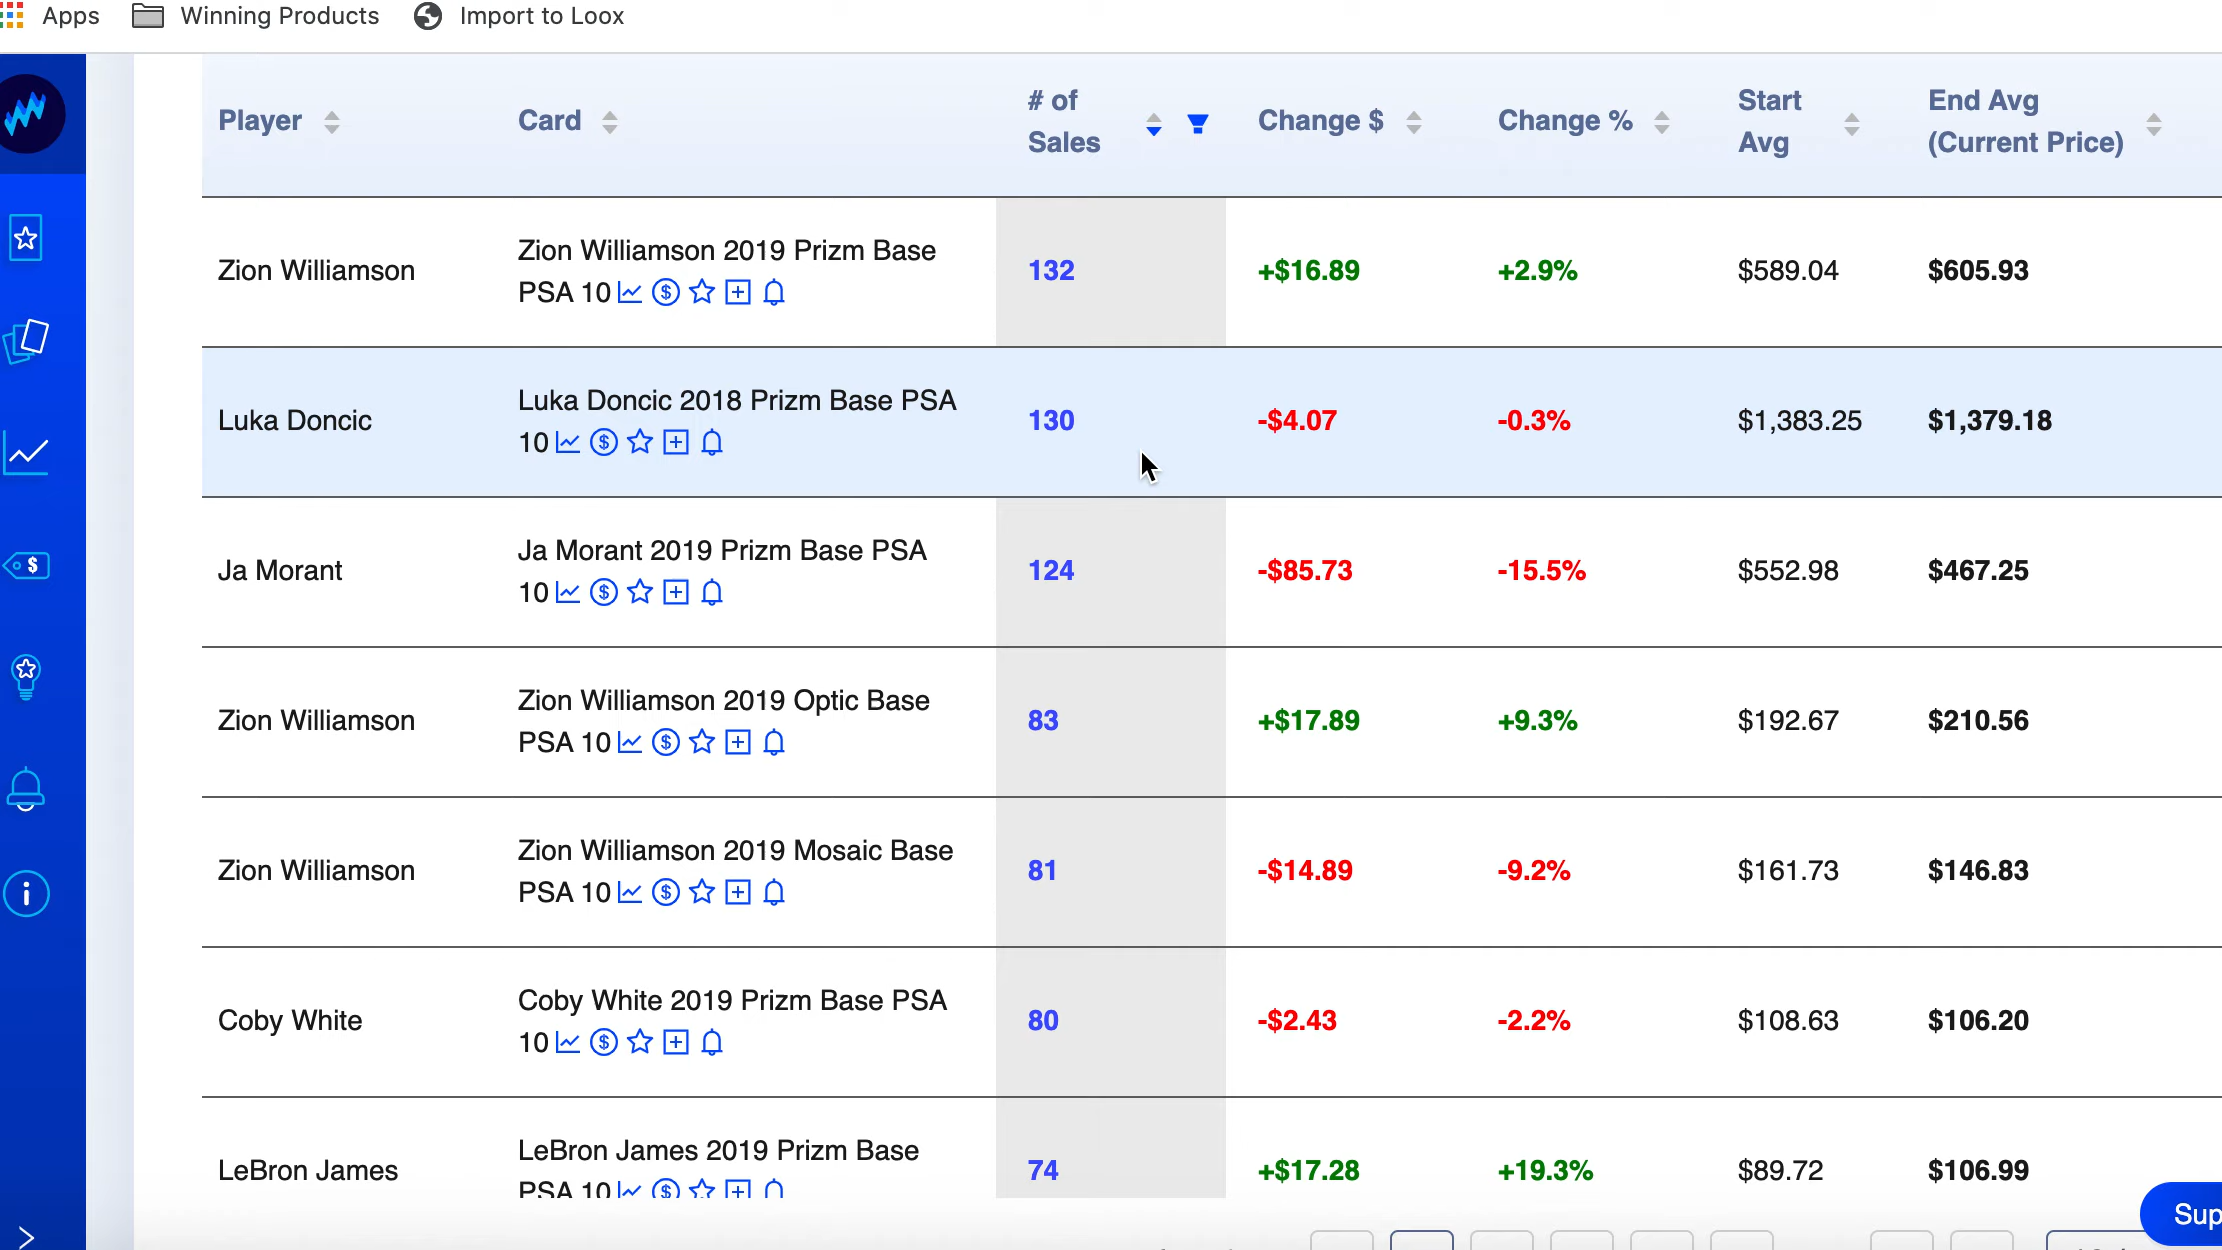 Apps Winning Products Import to Loox
Player Card # of Sales Change $ Change % Start Avg End Avg (Current Price)
Zion Williamson 2019 Prizm Base
Zion Williamson 132 +$16.89 +2.9% $589.04 $605.93
PSA 10
Luka Doncic 2018 Prizm Base PSA
Luka Doncic 130 -$4.07 -0.3% $1,383.25 $1,379.18
10
Ja Morant 2019 Prizm Base PSA
Ja Morant 124 -$85.73 -15.5% $552.98 $467.25
10
Zion Williamson 2019 Optic Base
Zion Williamson 83 +$17.89 +9.3% $192.67 $210.56
PSA 10
Zion Williamson 2019 Mosaic Base
Zion Williamson 81 -$14.89 -9.2% $161.73 $146.83
PSA 10
Coby White 2019 Prizm Base PSA
Coby White 80 -$2.43 -2.2% $108.63 $106.20
10
LeBron James 2019 Prizm Base
LeBron James 74 +$17.28 +19.3% $89.72 $106.99
PSA 10
Sup